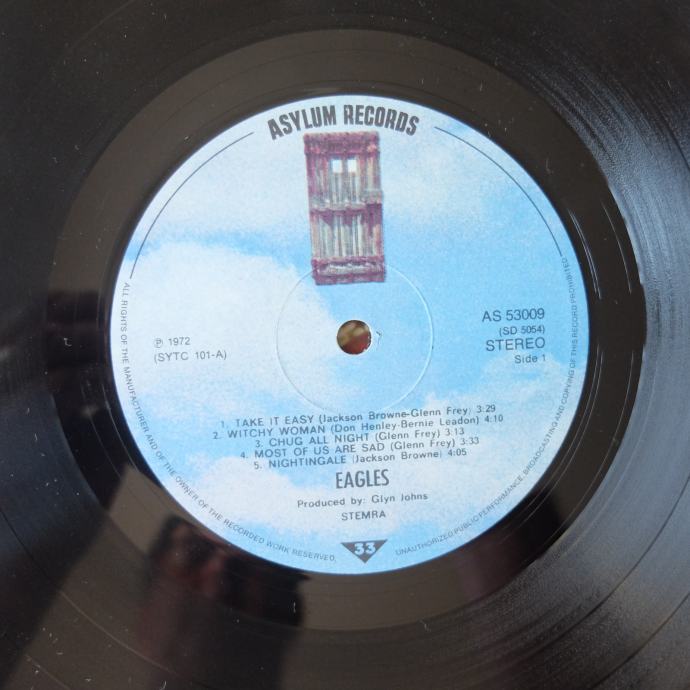 ASYLUM RECORDS
℗ 1972
(SYTC 101-A)
AS 53009
(SD 5054)
STEREO
Side 1
1. TAKE IT EASY (Jackson Browne-Glenn Frey) 3:29
2. WITCHY WOMAN (Don Henley-Bernie Leadon) 4:10
3. CHUG ALL NIGHT (Glenn Frey) 3:13
4. MOST OF US ARE SAD (Glenn Frey) 3:33
5. NIGHTINGALE (Jackson Browne) 4:05
EAGLES
Produced by: Glyn Johns
STEMRA
33
ALL RIGHTS OF THE MANUFACTURER AND OF THE OWNER OF THE RECORDED WORK RESERVED.
UNAUTHORIZED PUBLIC PERFORMANCE BROADCASTING AND COPYING OF THIS RECORD PROHIBITED